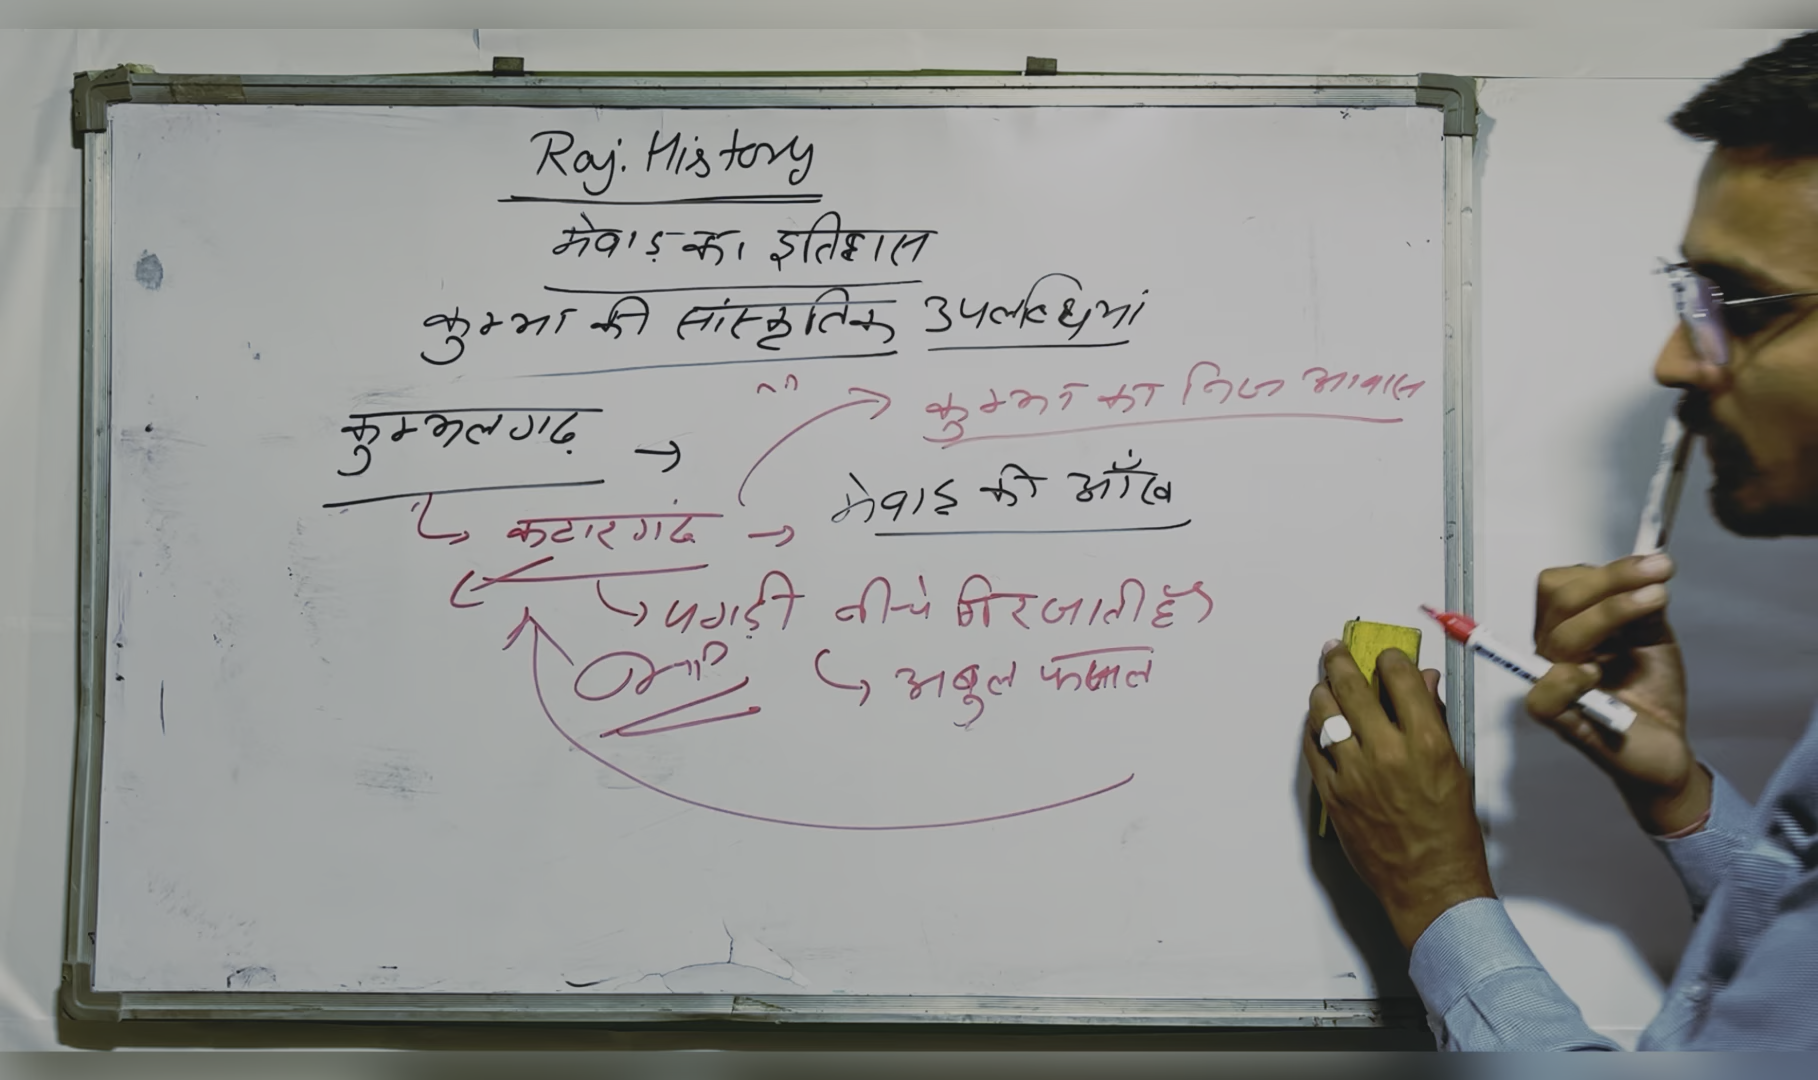 Raj. History
मेवाड़ का इतिहास
कुम्भा की सांस्कृतिक उपलब्धियां
कुम्भा का निज आवास
कुम्भलगढ़ →
कटारगढ़ → मेवाड़ की आँख
पगड़ी नीचे गिर जाती हैं
अबुल फजल